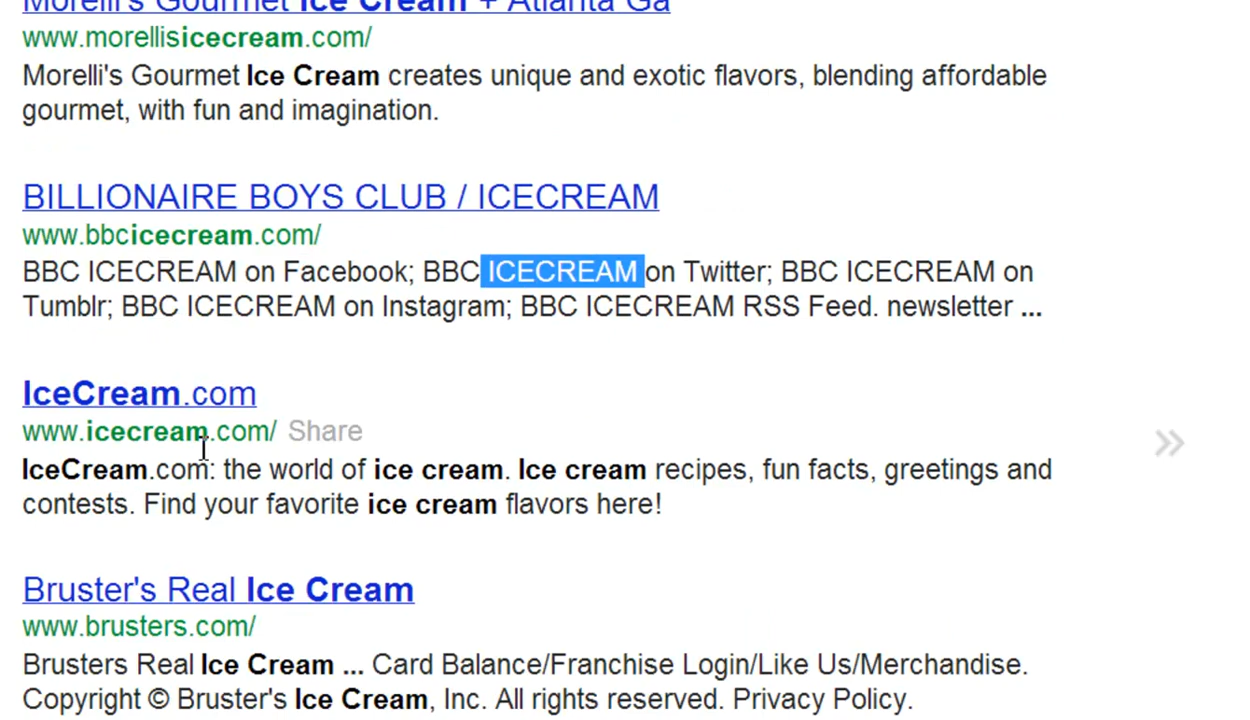 Morelli's Gourmet Ice Cream + Atlanta Ga
www.morellisicecream.com/
Morelli's Gourmet Ice Cream creates unique and exotic flavors, blending affordable
gourmet, with fun and imagination.
BILLIONAIRE BOYS CLUB / ICECREAM
www.bbcicecream.com/
BBC ICECREAM on Facebook; BBC ICECREAM on Twitter; BBC ICECREAM on
Tumblr; BBC ICECREAM on Instagram; BBC ICECREAM RSS Feed. newsletter ...
IceCream.com
www.icecream.com/ Share
IceCream.com: the world of ice cream. Ice cream recipes, fun facts, greetings and
contests. Find your favorite ice cream flavors here!
Bruster's Real Ice Cream
www.brusters.com/
Brusters Real Ice Cream ... Card Balance/Franchise Login/Like Us/Merchandise.
Copyright © Bruster's Ice Cream, Inc. All rights reserved. Privacy Policy.